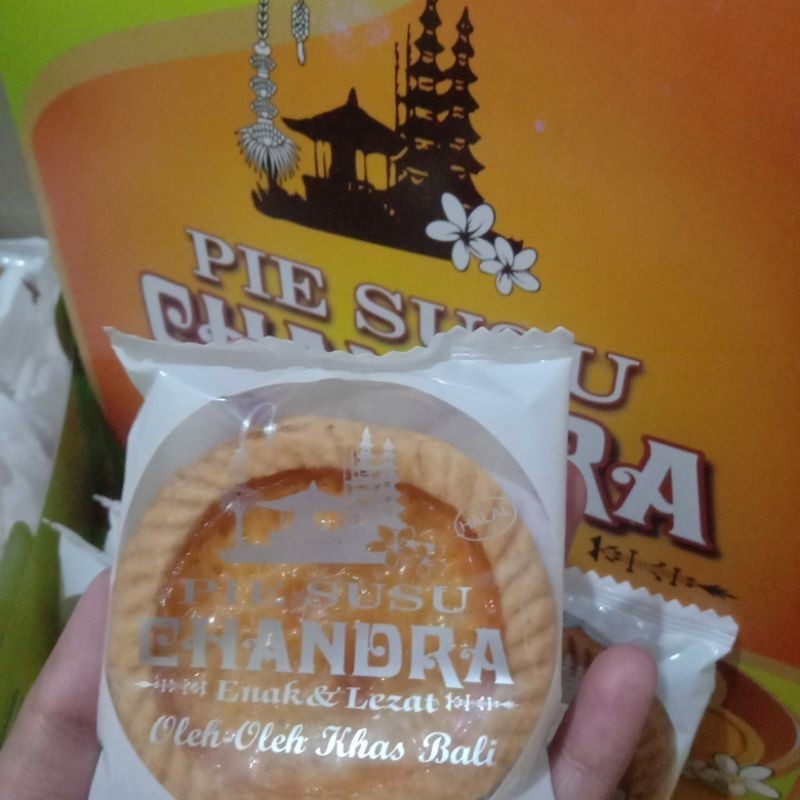 PIE SUSU
CHANDRA
HALAL
PIE SUSU
CHANDRA
Enak & Lezat
Oleh-Oleh Khas Bali